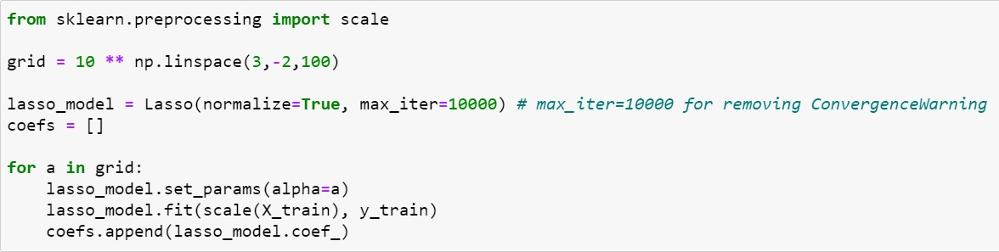 from sklearn.preprocessing import scale
grid = 10 ** np.linspace(3,-2,100)
lasso_model = Lasso(normalize=True, max_iter=10000) # max_iter=10000 for removing ConvergenceWarning
coefs = []
for a in grid:
    lasso_model.set_params(alpha=a)
    lasso_model.fit(scale(X_train), y_train)
    coefs.append(lasso_model.coef_)